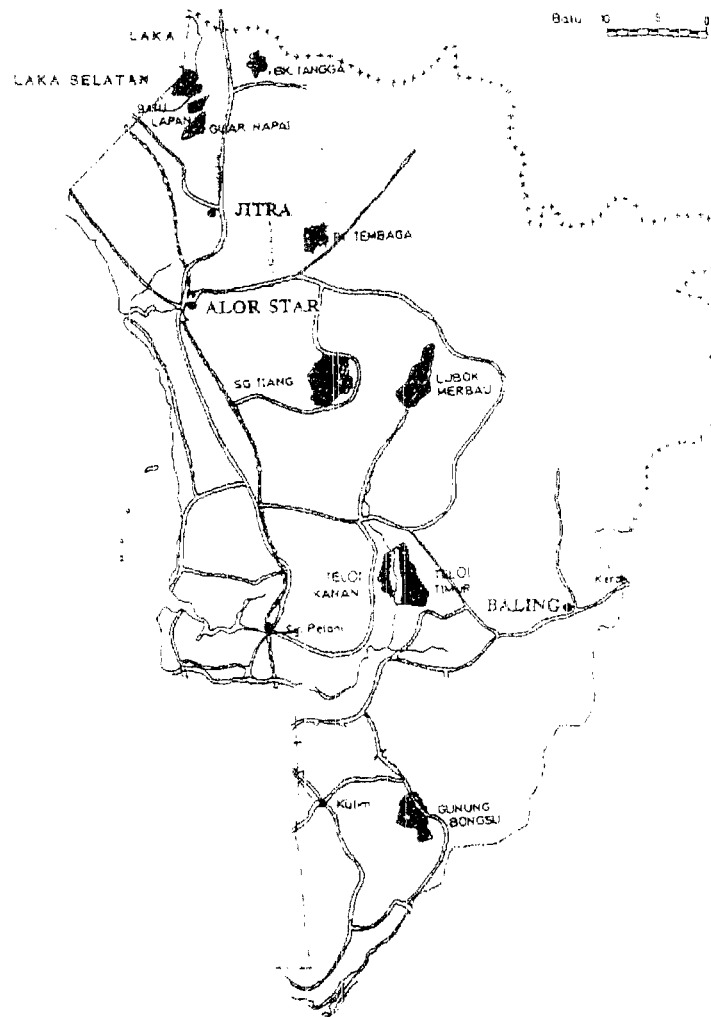 Batu 10 5 0
LAKA
BK. TANGGA
LAKA SELATAN
BATU
LAPAN
GUAR NAPAI
JITRA
BK TEMBAGA
ALOR STAR
SG TIANG
LUBOK
MERBAU
TELOI
KANAN
TELOI
TIMUR
Kroh
BALING
Sg. Petani
Kulim
GUNUNG
BONGSU